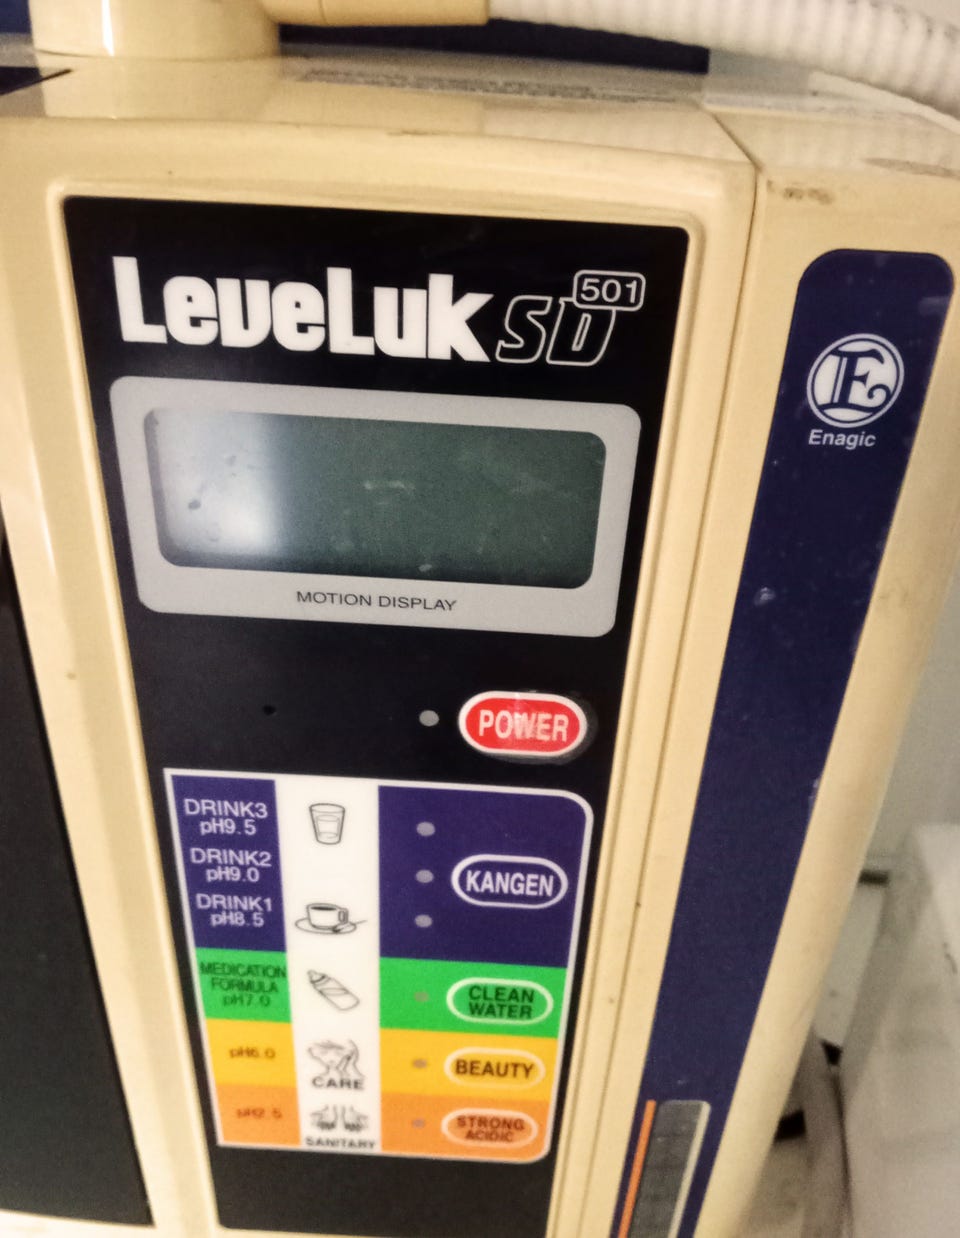 LeveLuk SD 501
Enagic
MOTION DISPLAY
POWER
DRINK3
pH9.5
DRINK2
pH9.0
DRINK1
pH8.5
KANGEN
MEDICATION
FORMULA
pH7.0
CLEAN
WATER
pH6.0
CARE
BEAUTY
pH2.5
SANITARY
STRONG
ACIDIC